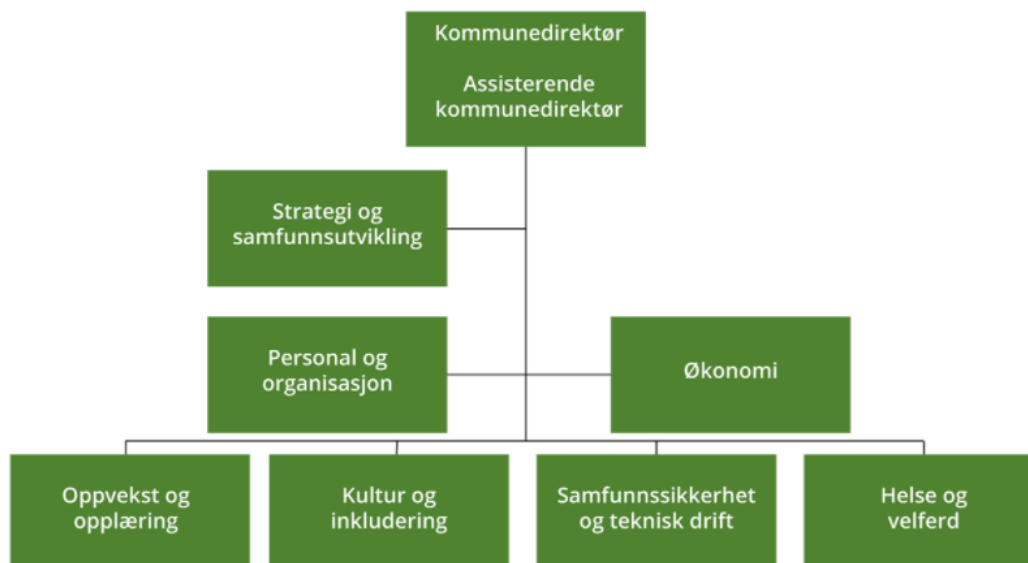 Kommunedirektør
Assisterende
kommunedirektør
Strategi og
samfunnsutvikling
Personal og
organisasjon
Økonomi
Oppvekst og
opplæring
Kultur og
inkludering
Samfunnssikkerhet
og teknisk drift
Helse og
velferd